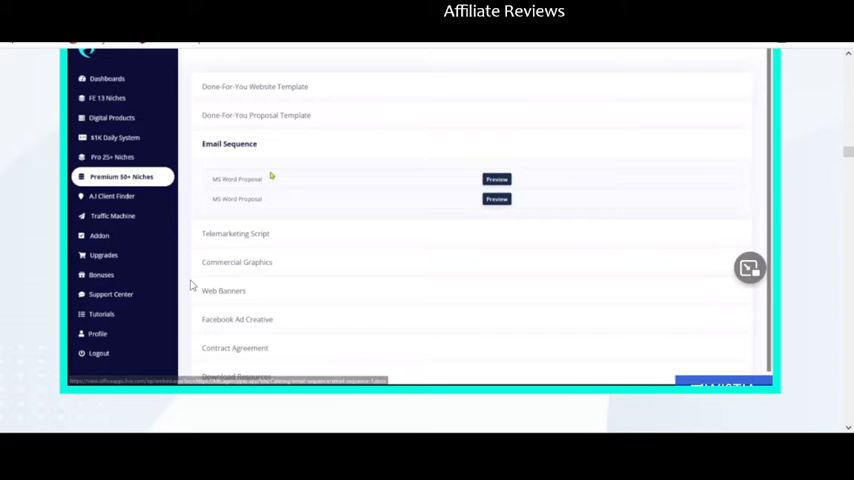 Affiliate Reviews
Dashboards
FE 13 Niches
Digital Products
$1K Daily System
Pro 25+ Niches
Premium 50+ Niches
A.I Client Finder
Traffic Machine
Addon
Upgrades
Bonuses
Support Center
Tutorials
Profile
Logout
Done-For-You Website Template
Done-For-You Proposal Template
Email Sequence
MS Word Proposal Preview
MS Word Proposal Preview
Telemarketing Script
Commercial Graphics
Web Banners
Facebook Ad Creative
Contract Agreement
Download Resources